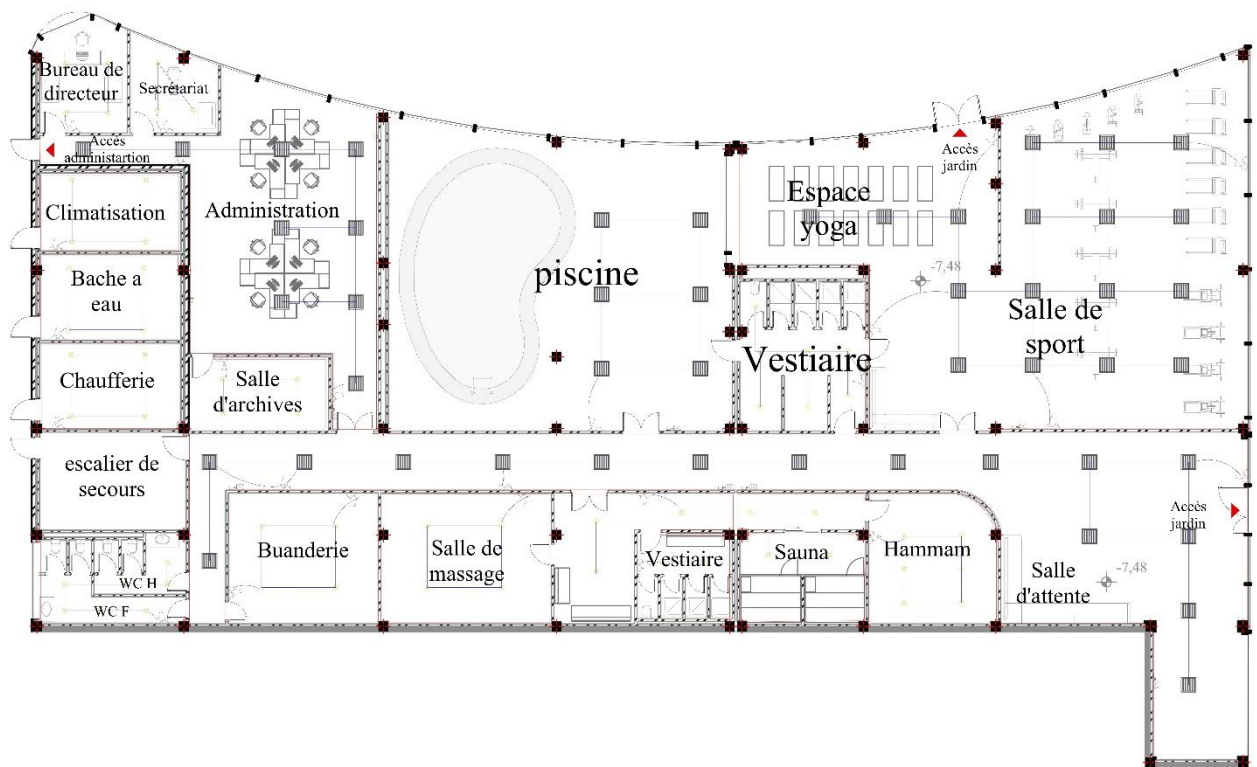 Bureau de
directeur
Secrétariat
Accès
administartion
Accès
jardin
Climatisation
Administration
Espace
yoga
Bache a
eau
piscine
-7,48
Salle de
sport
Chaufferie
Salle
d'archives
Vestiaire
escalier de
secours
Accès
jardin
Buanderie
Salle de
massage
Vestiaire
Sauna
Hammam
Salle
d'attente
-7,48
WC H
WC F